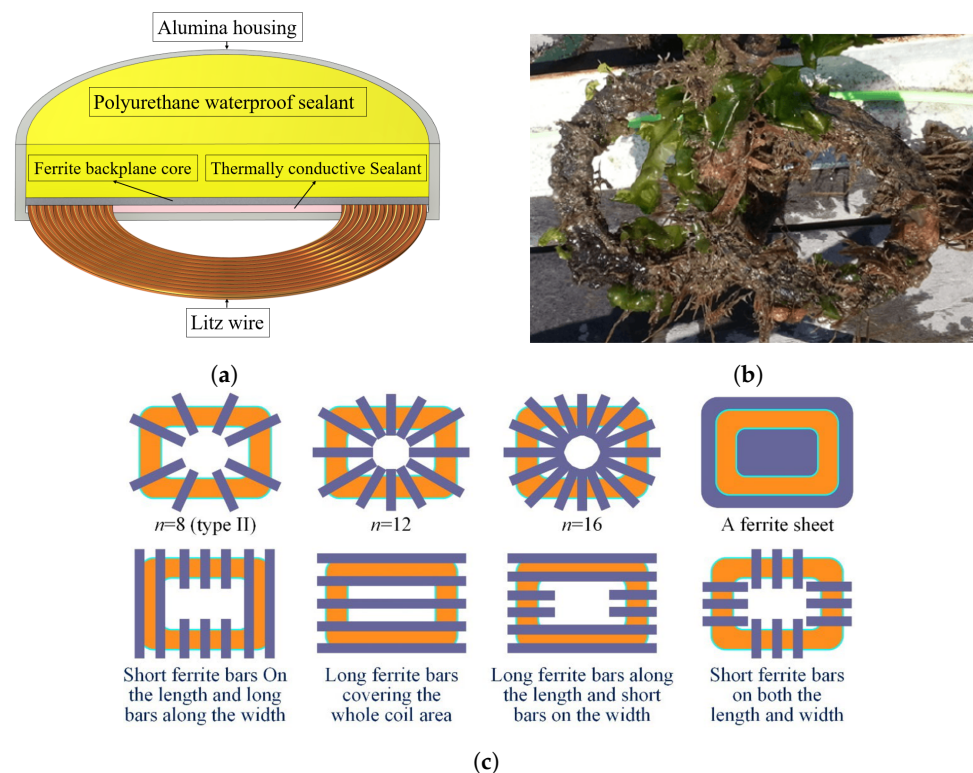 Alumina housing
Polyurethane waterproof sealant
Ferrite backplane core
Thermally conductive Sealant
Litz wire
(a)
(b)
n=8 (type II)
n=12
n=16
A ferrite sheet
Short ferrite bars On
the length and long
bars along the width
Long ferrite bars
covering the
whole coil area
Long ferrite bars along
the length and short
bars on the width
Short ferrite bars
on both the
length and width
(c)